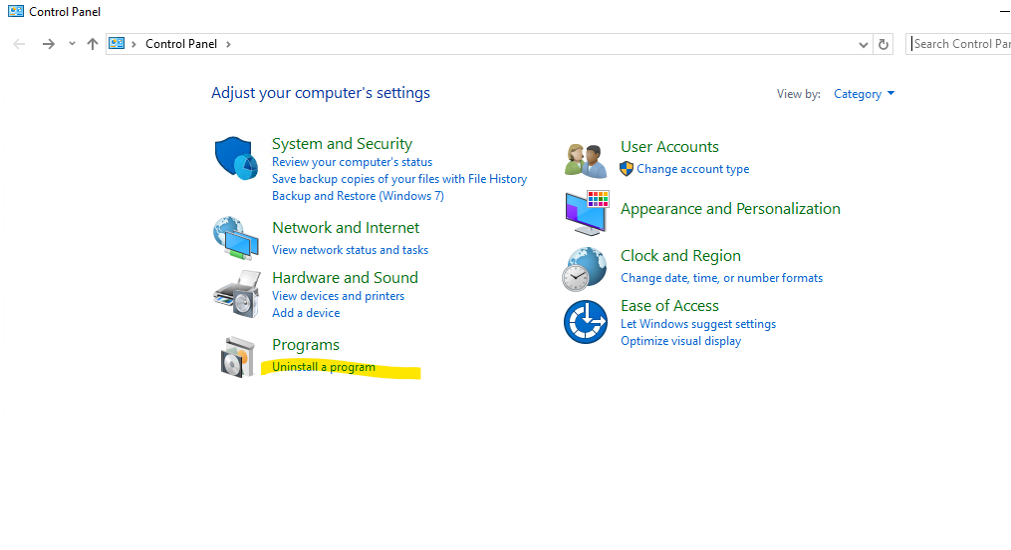 Control Panel
Control Panel
Search Control Par
Adjust your computer's settings
View by: Category
System and Security
Review your computer's status
Save backup copies of your files with File History
Backup and Restore (Windows 7)
Network and Internet
View network status and tasks
Hardware and Sound
View devices and printers
Add a device
Programs
Uninstall a program
User Accounts
Change account type
Appearance and Personalization
Clock and Region
Change date, time, or number formats
Ease of Access
Let Windows suggest settings
Optimize visual display